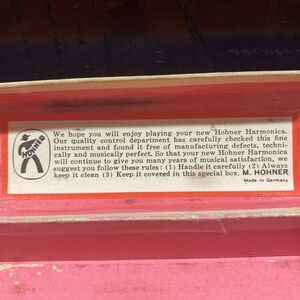 HOHNER
We hope you will enjoy playing your new Hohner Harmonica.
Our quality control department has carefully checked this fine
instrument and found it free of manufacturing defects, techni-
cally and musically perfect. So that your new Hohner Harmonica
will continue to give you many years of musical satisfaction, we
suggest you follow these rules: (1) Handle it carefully (2) Always
keep it clean (3) Keep it covered in this special box. M. HOHNER
Made in Germany